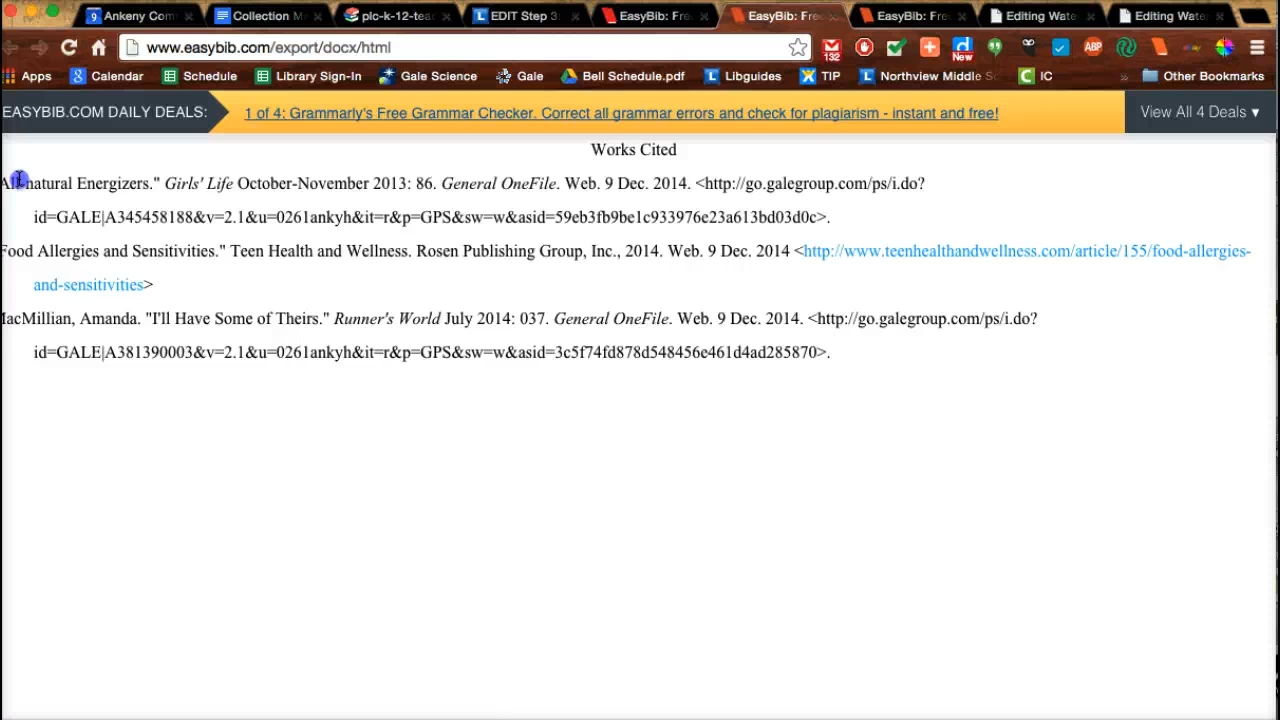 Ankeny Com
Collection M
plc-k-12-tea
EDIT Step 3
EasyBib: Fre
EasyBib: Fre
EasyBib: Fre
Editing Wate
Editing Wate
www.easybib.com/export/docx/html
132
New
ABP
Apps
Calendar
Schedule
Library Sign-In
Gale Science
Gale
Bell Schedule.pdf
Libguides
TIP
Northview Middle Sc
IC
»
Other Bookmarks
EASYBIB.COM DAILY DEALS:
1 of 4: Grammarly's Free Grammar Checker. Correct all grammar errors and check for plagiarism - instant and free!
View All 4 Deals ▾
Works Cited
All-natural Energizers." Girls' Life October-November 2013: 86. General OneFile. Web. 9 Dec. 2014. <http://go.galegroup.com/ps/i.do?
id=GALE|A345458188&v=2.1&u=0261ankyh&it=r&p=GPS&sw=w&asid=59eb3fb9be1c933976e23a613bd03d0c>.
Food Allergies and Sensitivities." Teen Health and Wellness. Rosen Publishing Group, Inc., 2014. Web. 9 Dec. 2014 <http://www.teenhealthandwellness.com/article/155/food-allergies-
and-sensitivities>
MacMillian, Amanda. "I'll Have Some of Theirs." Runner's World July 2014: 037. General OneFile. Web. 9 Dec. 2014. <http://go.galegroup.com/ps/i.do?
id=GALE|A381390003&v=2.1&u=0261ankyh&it=r&p=GPS&sw=w&asid=3c5f74fd878d548456e461d4ad285870>.